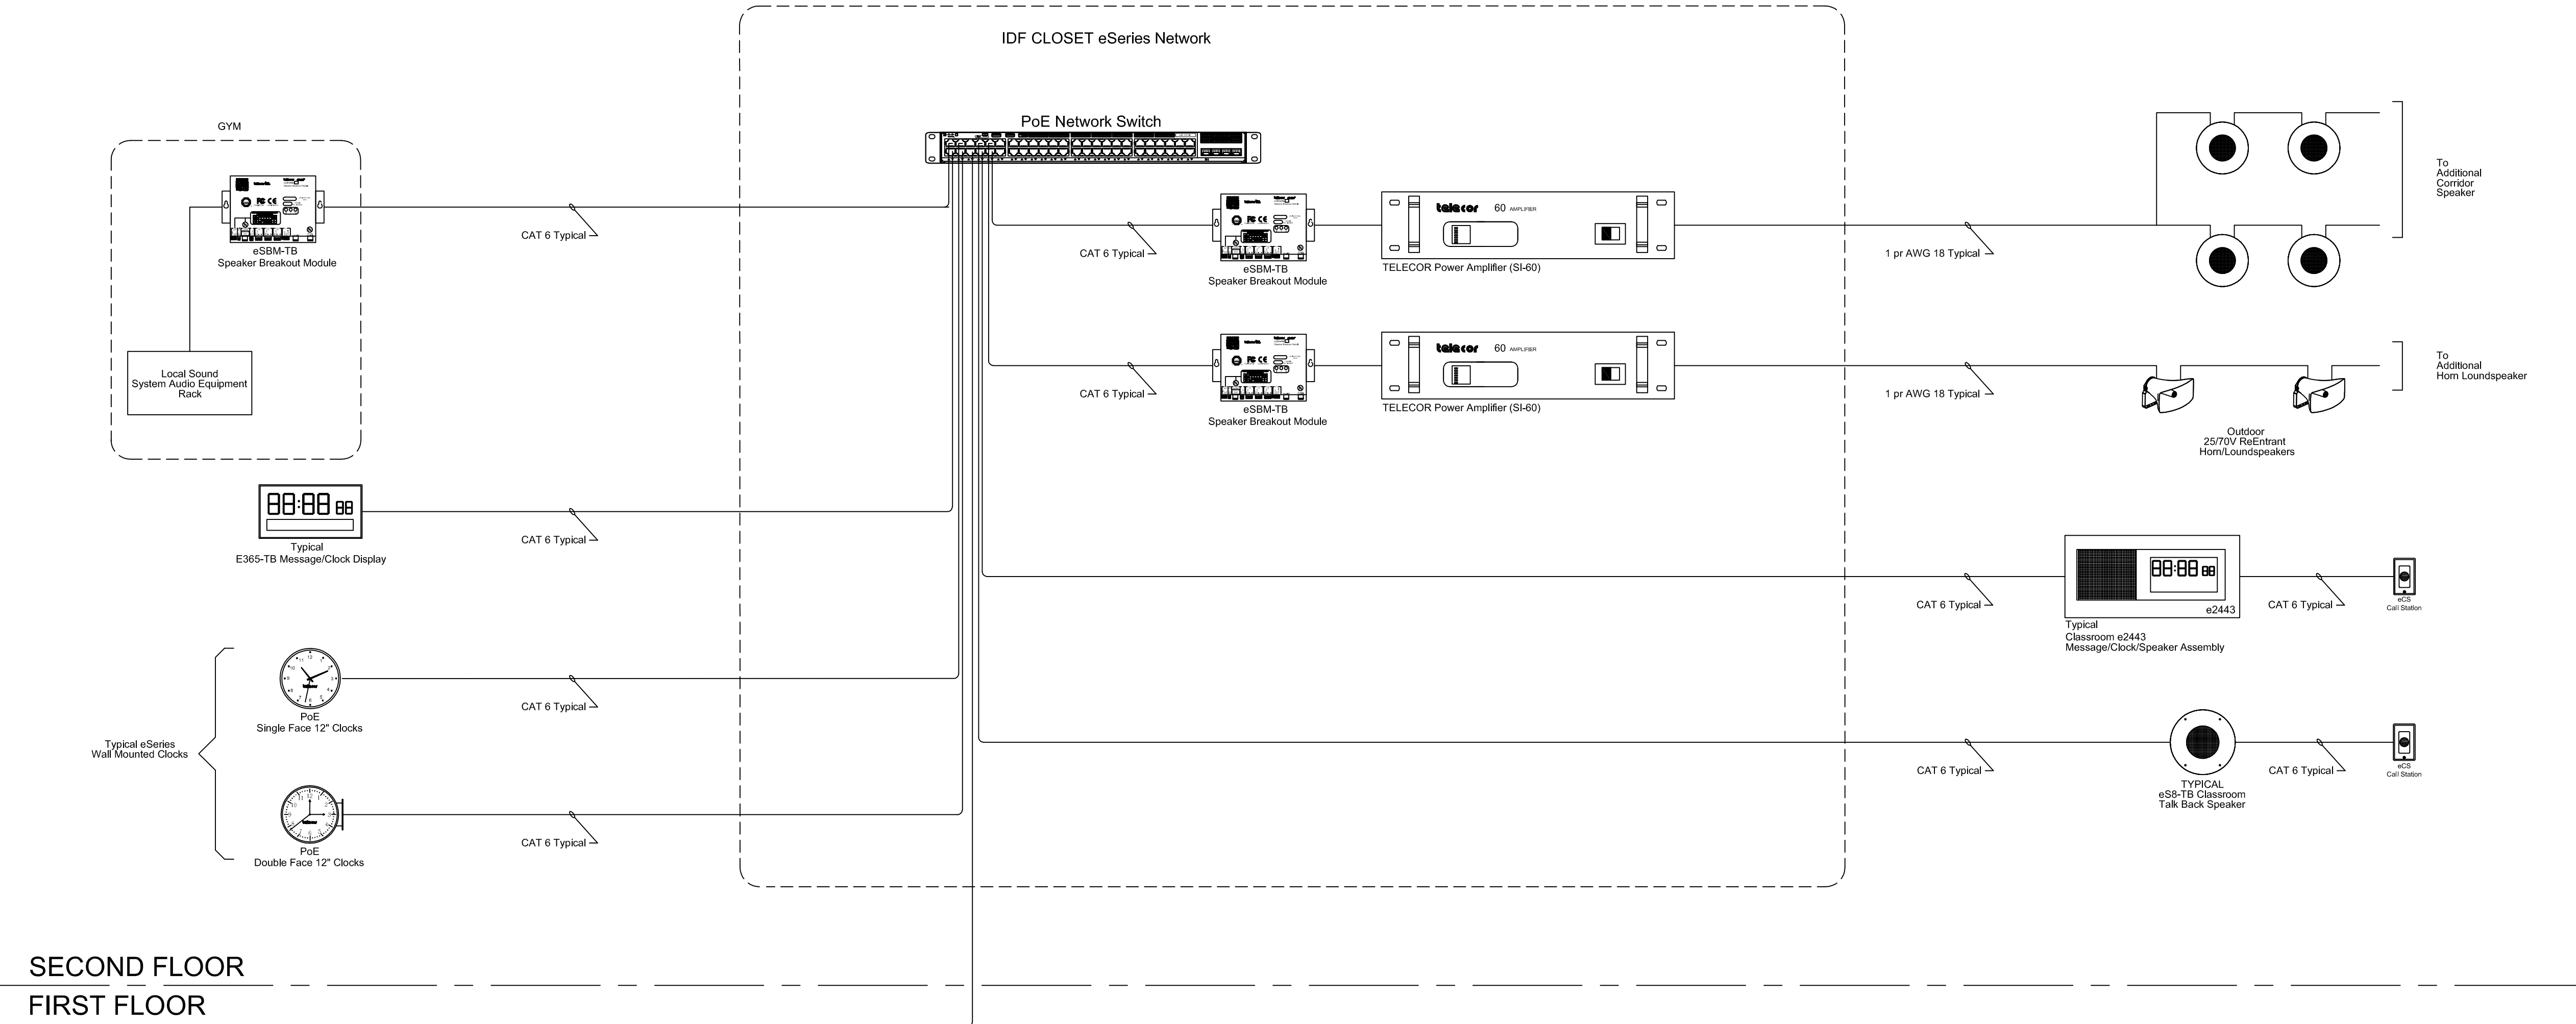 IDF CLOSET eSeries Network
PoE Network Switch
GYM
eSBM-TB
Speaker Breakout Module
CAT 6 Typical
Local Sound
System Audio Equipment
Rack
CAT 6 Typical
eSBM-TB
Speaker Breakout Module
telecor 60 AMPLIFIER
TELECOR Power Amplifier (SI-60)
1 pr AWG 18 Typical
To
Additional
Corridor
Speaker
CAT 6 Typical
eSBM-TB
Speaker Breakout Module
telecor 60 AMPLIFIER
TELECOR Power Amplifier (SI-60)
1 pr AWG 18 Typical
To
Additional
Horn Loundspeaker
Outdoor
25/70V ReEntrant
Horn/Loundspeakers
88:88 88
Typical
E365-TB Message/Clock Display
CAT 6 Typical
CAT 6 Typical
88:88 88
e2443
Typical
Classroom e2443
Message/Clock/Speaker Assembly
CAT 6 Typical
eCS
Call Station
Typical eSeries
Wall Mounted Clocks
PoE
Single Face 12" Clocks
CAT 6 Typical
PoE
Double Face 12" Clocks
CAT 6 Typical
CAT 6 Typical
TYPICAL
eS8-TB Classroom
Talk Back Speaker
CAT 6 Typical
eCS
Call Station
SECOND FLOOR
FIRST FLOOR